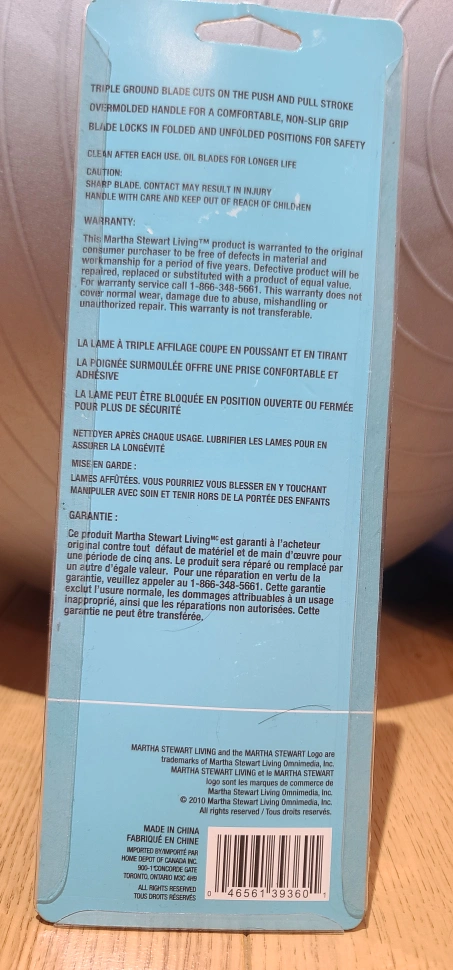 TRIPLE GROUND BLADE CUTS ON THE PUSH AND PULL STROKE
OVERMOLDED HANDLE FOR A COMFORTABLE, NON-SLIP GRIP
BLADE LOCKS IN FOLDED AND UNFOLDED POSITIONS FOR SAFETY
CLEAN AFTER EACH USE. OIL BLADES FOR LONGER LIFE
CAUTION:
SHARP BLADE. CONTACT MAY RESULT IN INJURY
HANDLE WITH CARE AND KEEP OUT OF REACH OF CHILDREN
WARRANTY:
This Martha Stewart Living™ product is warranted to the original
consumer purchaser to be free of defects in material and
workmanship for a period of five years. Defective product will be
repaired, replaced or substituted with a product of equal value.
For warranty service call 1-866-348-5661. This warranty does not
cover normal wear, damage due to abuse, mishandling or
unauthorized repair. This warranty is not transferable.
LA LAME À TRIPLE AFFILAGE COUPE EN POUSSANT ET EN TIRANT
LA POIGNÉE SURMOULÉE OFFRE UNE PRISE CONFORTABLE ET
ADHÉSIVE
LA LAME PEUT ÊTRE BLOQUÉE EN POSITION OUVERTE OU FERMÉE
POUR PLUS DE SÉCURITÉ
NETTOYER APRÈS CHAQUE USAGE. LUBRIFIER LES LAMES POUR EN
ASSURER LA LONGÉVITÉ
MISE EN GARDE :
LAMES AFFÛTÉES. VOUS POURRIEZ VOUS BLESSER EN Y TOUCHANT
MANIPULER AVEC SOIN ET TENIR HORS DE LA PORTÉE DES ENFANTS
GARANTIE :
Ce produit Martha Stewart Livingᴹᶜ est garanti à l'acheteur
original contre tout défaut de matériel et de main d'œuvre pour
une période de cinq ans. Le produit sera réparé ou remplacé par
un autre d'égale valeur. Pour une réparation en vertu de la
garantie, veuillez appeler au 1-866-348-5661. Cette garantie
exclut l'usure normale, les dommages attribuables à un usage
inapproprié, ainsi que les réparations non autorisées. Cette
garantie ne peut être transférée.
MARTHA STEWART LIVING and the MARTHA STEWART Logo are
trademarks of Martha Stewart Living Omnimedia, Inc.
MARTHA STEWART LIVING et le MARTHA STEWART
logo sont les marques de commerce de
Martha Stewart Living Omnimedia, Inc.
© 2010 Martha Stewart Living Omnimedia, Inc.
All rights reserved / Tous droits réservés.
MADE IN CHINA
FABRIQUÉ EN CHINE
IMPORTED BY/IMPORTÉ PAR
HOME DEPOT OF CANADA INC.
900-1 CONCORDE GATE
TORONTO, ONTARIO M3C 4H9
ALL RIGHTS RESERVED
TOUS DROITS RÉSERVÉS
0 46561 39360 1